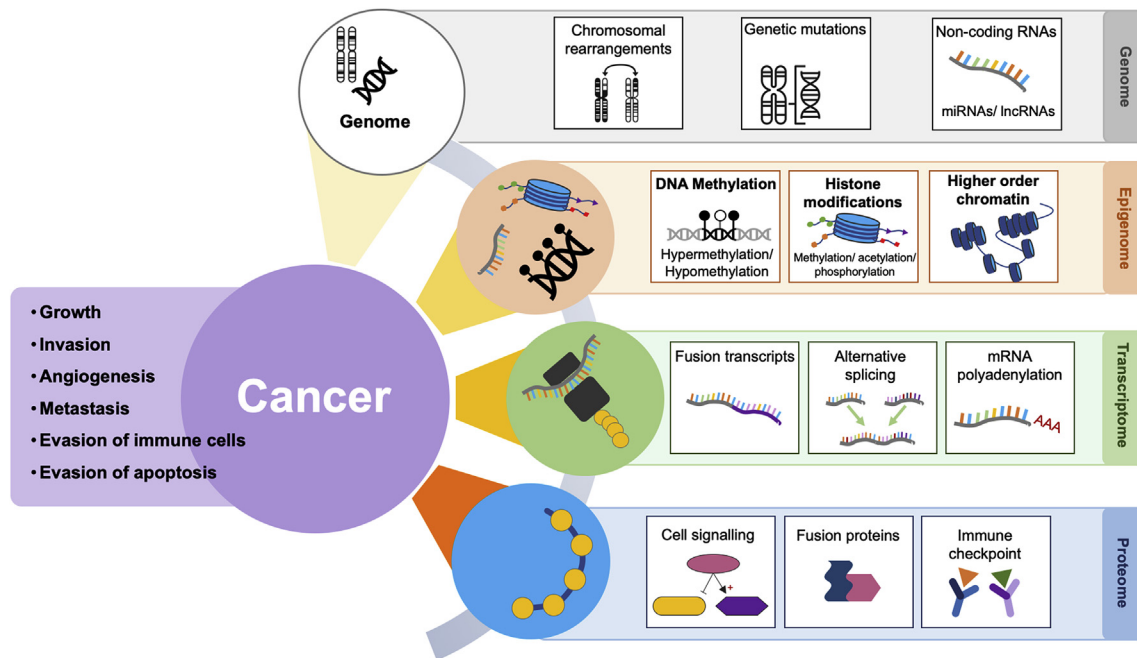 Genome
Chromosomal
rearrangements
Genetic mutations
Non-coding RNAs
miRNAs/ lncRNAs
Genome
DNA Methylation
Hypermethylation/
Hypomethylation
Histone
modifications
Methylation/ acetylation/
phosphorylation
Higher order
chromatin
Epigenome
• Growth
• Invasion
• Angiogenesis
• Metastasis
• Evasion of immune cells
• Evasion of apoptosis
Cancer
Fusion transcripts
Alternative
splicing
mRNA
polyadenylation
AAA
Transcriptome
Cell signalling
+
Fusion proteins
Immune
checkpoint
Proteome